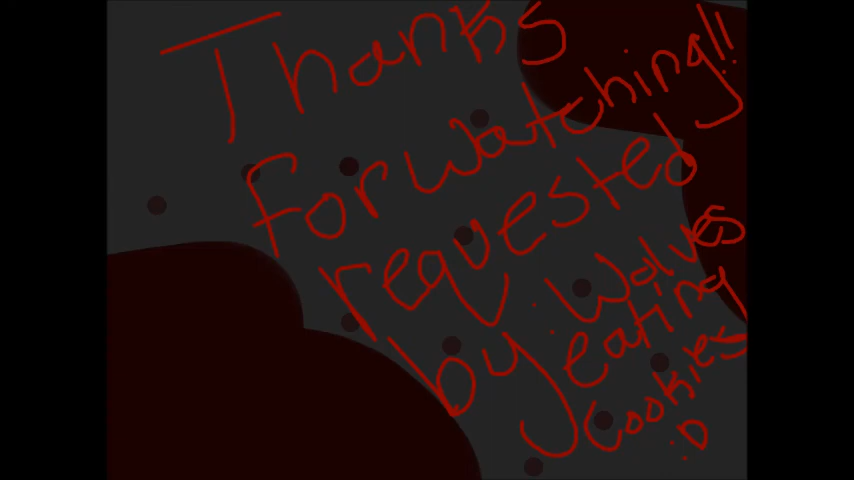 Thanks
for watching!!
requested
by: Wolves
eating
cookies
:D